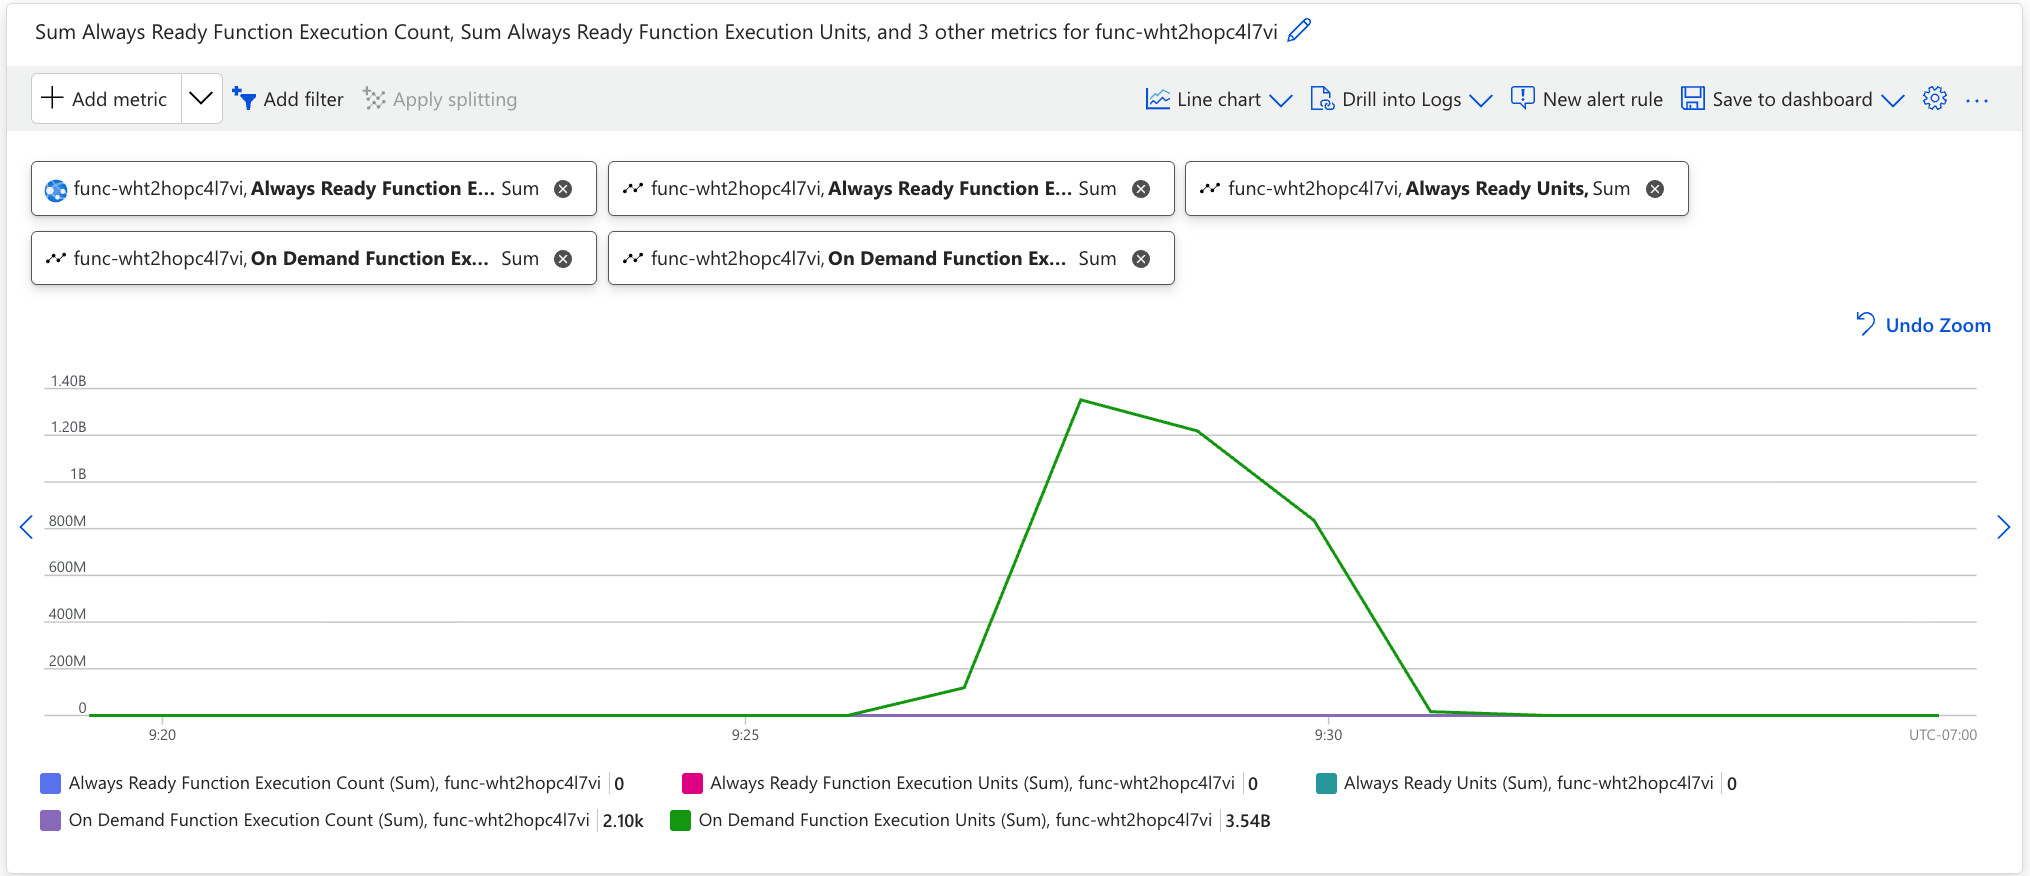 Sum Always Ready Function Execution Count, Sum Always Ready Function Execution Units, and 3 other metrics for func-wht2hopc4l7vi
Add metric Add filter Apply splitting Line chart Drill into Logs New alert rule Save to dashboard ...
func-wht2hopc4l7vi, Always Ready Function E... Sum func-wht2hopc4l7vi, Always Ready Function E... Sum func-wht2hopc4l7vi, Always Ready Units, Sum
func-wht2hopc4l7vi, On Demand Function Ex... Sum func-wht2hopc4l7vi, On Demand Function Ex... Sum
Undo Zoom
1.40B
1.20B
1B
800M
600M
400M
200M
0
9:20 9:25 9:30 UTC-07:00
Always Ready Function Execution Count (Sum), func-wht2hopc4l7vi 0 Always Ready Function Execution Units (Sum), func-wht2hopc4l7vi 0 Always Ready Units (Sum), func-wht2hopc4l7vi 0
On Demand Function Execution Count (Sum), func-wht2hopc4l7vi 2.10k On Demand Function Execution Units (Sum), func-wht2hopc4l7vi 3.54B